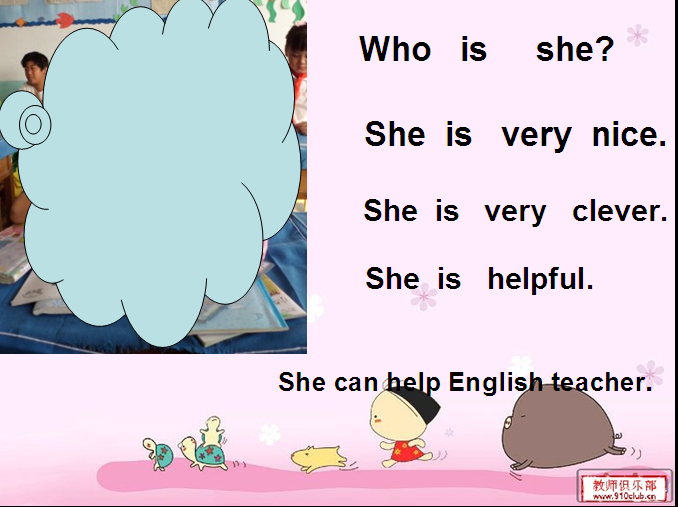 Who is she?
She is very nice.
She is very clever.
She is helpful.
She can help English teacher.
教师俱乐部
www.910club.cn